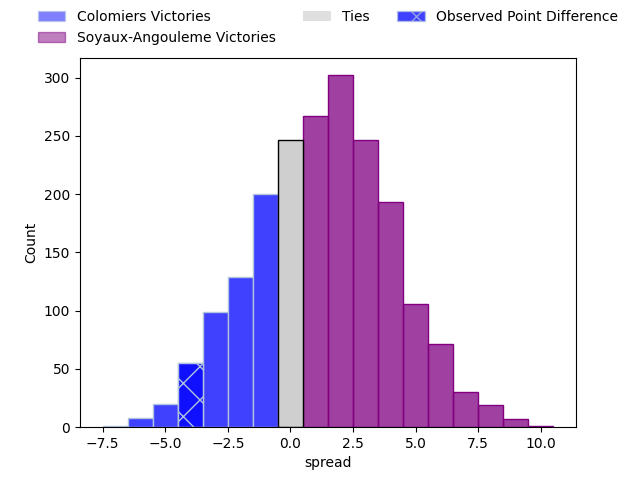 Colomiers Victories
Soyaux-Angouleme Victories
Ties
Observed Point Difference
300
250
200
150
100
50
0
Count
−7.5 −5.0 −2.5 0.0 2.5 5.0 7.5 10.0
spread